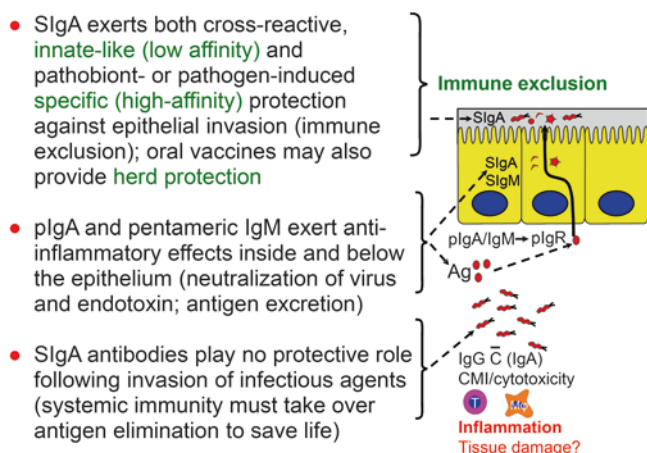 • SIgA exerts both cross-reactive,
innate-like (low affinity) and
pathobiont- or pathogen-induced
specific (high-affinity) protection
against epithelial invasion (immune
exclusion); oral vaccines may also
provide herd protection
• pIgA and pentameric IgM exert anti-
inflammatory effects inside and below
the epithelium (neutralization of virus
and endotoxin; antigen excretion)
• SIgA antibodies play no protective role
following invasion of infectious agents
(systemic immunity must take over
antigen elimination to save life)
Immune exclusion
SIgA
SIgA
SIgM
pIgA/IgM pIgR
Ag
IgG C̅ (IgA)
CMI/cytotoxicity
T
Inflammation
Tissue damage?